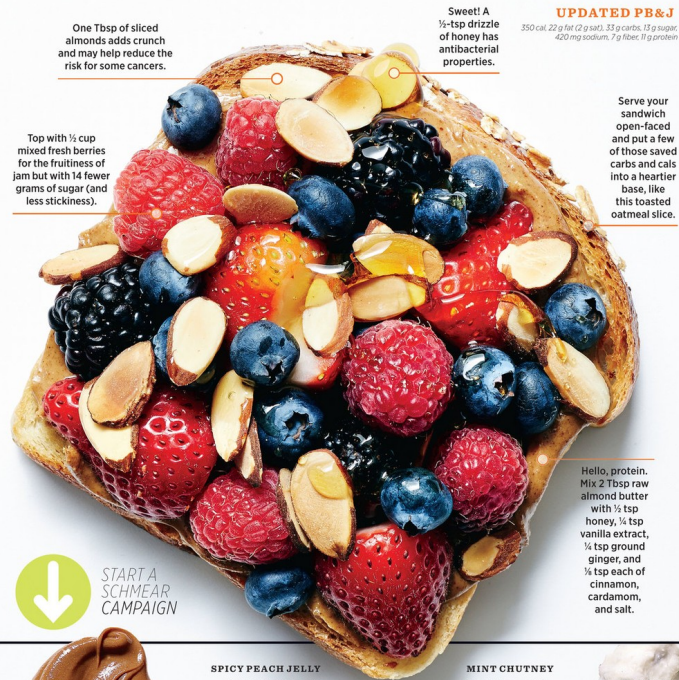 UPDATED PB&J
350 cal, 22 g fat (2 g sat), 33 g carbs, 13 g sugar,
420 mg sodium, 7 g fiber, 11 g protein
One Tbsp of sliced
almonds adds crunch
and may help reduce the
risk for some cancers.
Sweet! A
½-tsp drizzle
of honey has
antibacterial
properties.
Top with ½ cup
mixed fresh berries
for the fruitiness of
jam but with 14 fewer
grams of sugar (and
less stickiness).
Serve your
sandwich
open-faced
and put a few
of those saved
carbs and cals
into a heartier
base, like
this toasted
oatmeal slice.
Hello, protein.
Mix 2 Tbsp raw
almond butter
with ½ tsp
honey, ¼ tsp
vanilla extract,
¼ tsp ground
ginger, and
⅛ tsp each of
cinnamon,
cardamom,
and salt.
START A
SCHMEAR
CAMPAIGN
SPICY PEACH JELLY
MINT CHUTNEY